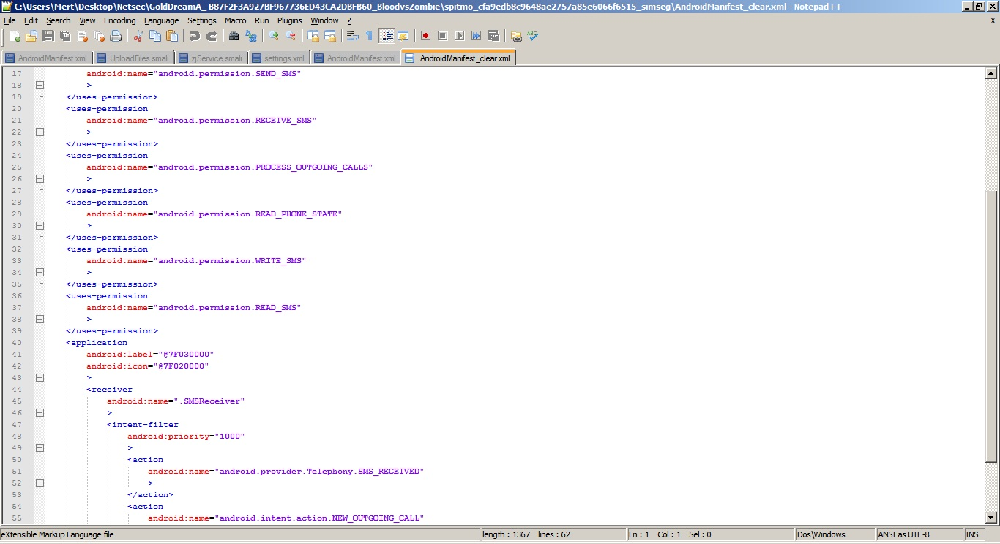 C:\Users\Mert\Desktop\Netsec\GoldDreamA_ B87F2F3A927BF967736ED43CA2DBFB60_BloodvsZombie\spitmo_cfa9edb8c9648ae2757a85e6066f6515_simseg\AndroidManifest_clear.xml - Notepad++
File Edit Search View Encoding Language Settings Macro Run Plugins Window ? X
AndroidManifest.xml UploadFiles.smali zjService.smali settings.xml AndroidManifest.xml AndroidManifest_clear.xml
17 android:name="android.permission.SEND_SMS"
18 >
19 </uses-permission>
20 <uses-permission
21 android:name="android.permission.RECEIVE_SMS"
22 >
23 </uses-permission>
24 <uses-permission
25 android:name="android.permission.PROCESS_OUTGOING_CALLS"
26 >
27 </uses-permission>
28 <uses-permission
29 android:name="android.permission.READ_PHONE_STATE"
30 >
31 </uses-permission>
32 <uses-permission
33 android:name="android.permission.WRITE_SMS"
34 >
35 </uses-permission>
36 <uses-permission
37 android:name="android.permission.READ_SMS"
38 >
39 </uses-permission>
40 <application
41 android:label="@7F030000"
42 android:icon="@7F020000"
43 >
44 <receiver
45 android:name=".SMSReceiver"
46 >
47 <intent-filter
48 android:priority="1000"
49 >
50 <action
51 android:name="android.provider.Telephony.SMS_RECEIVED"
52 >
53 </action>
54 <action
55 android:name="android.intent.action.NEW_OUTGOING_CALL"
eXtensible Markup Language file length : 1367 lines : 62 Ln : 1 Col : 1 Sel : 0 Dos\Windows ANSI as UTF-8 INS